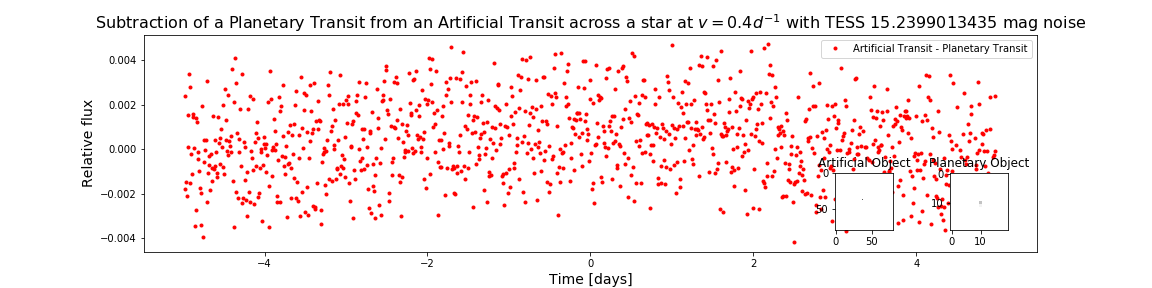 Subtraction of a Planetary Transit from an Artificial Transit across a star at v = 0.4d⁻¹ with TESS 15.2399013435 mag noise
Artificial Transit - Planetary Transit
Relative flux
0.004
0.002
0.000
−0.002
−0.004
Artificial Object
0
50
0 50
Planetary Object
0
10
0 10
−4 −2 0 2 4
Time [days]